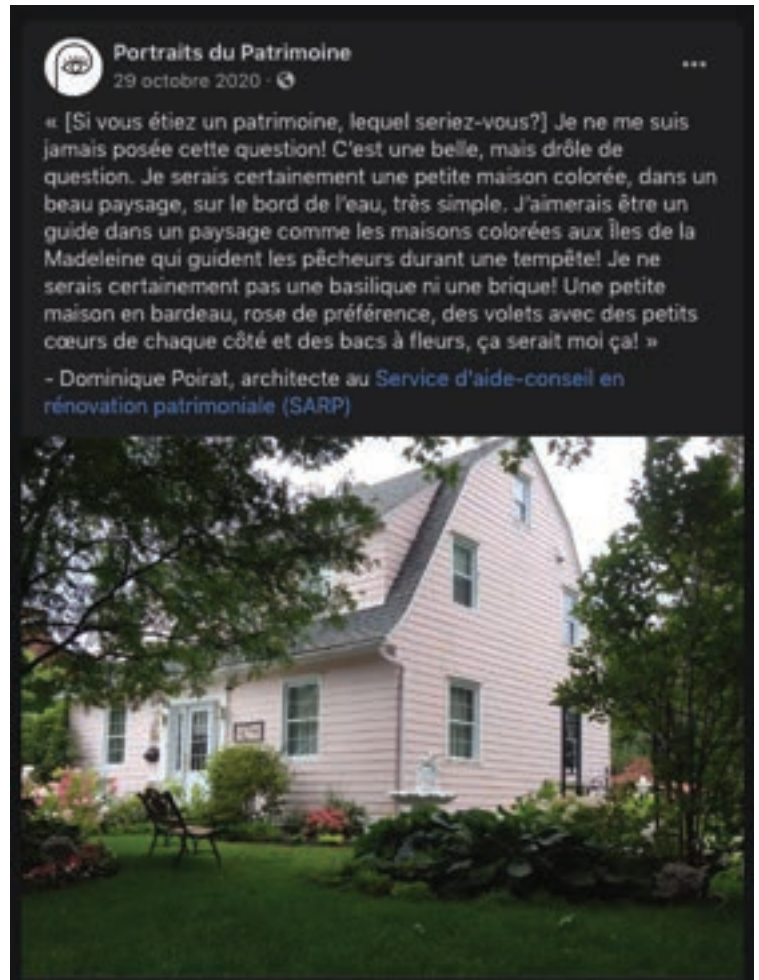 Portraits du Patrimoine
29 octobre 2020 ·
« [Si vous étiez un patrimoine, lequel seriez-vous?] Je ne me suis
jamais posée cette question! C'est une belle, mais drôle de
question. Je serais certainement une petite maison colorée, dans un
beau paysage, sur le bord de l'eau, très simple. J'aimerais être un
guide dans un paysage comme les maisons colorées aux Îles de la
Madeleine qui guident les pêcheurs durant une tempête! Je ne
serais certainement pas une basilique ni une brique! Une petite
maison en bardeau, rose de préférence, des volets avec des petits
cœurs de chaque côté et des bacs à fleurs, ça serait moi ça! »
- Dominique Poirat, architecte au Service d'aide-conseil en
rénovation patrimoniale (SARP)